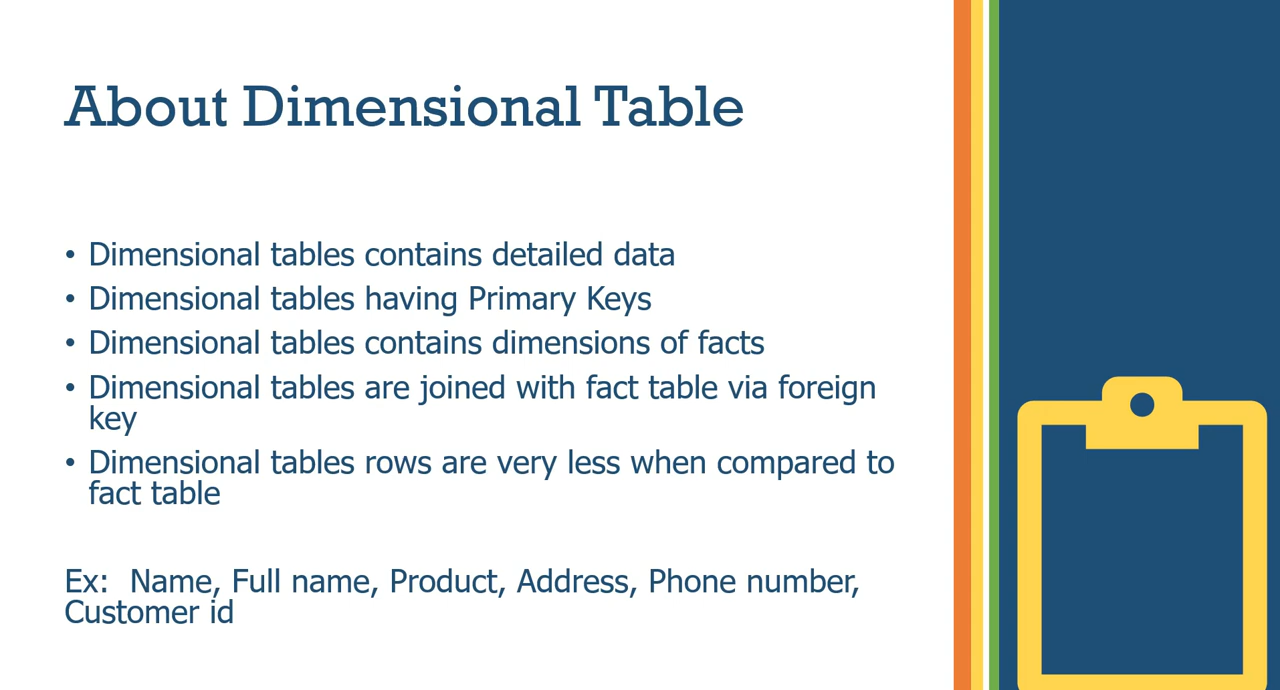 About Dimensional Table
• Dimensional tables contains detailed data
• Dimensional tables having Primary Keys
• Dimensional tables contains dimensions of facts
• Dimensional tables are joined with fact table via foreign
key
• Dimensional tables rows are very less when compared to
fact table
Ex:  Name, Full name, Product, Address, Phone number,
Customer id